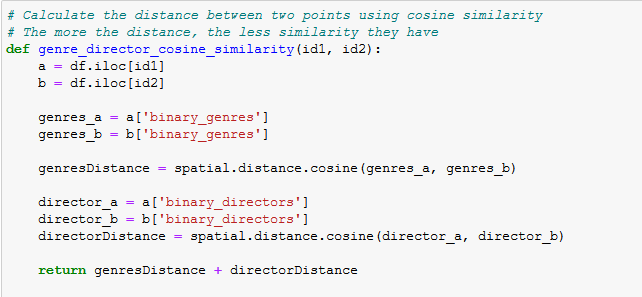 # Calculate the distance between two points using cosine similarity
# The more the distance, the less similarity they have
def genre_director_cosine_similarity(id1, id2):
    a = df.iloc[id1]
    b = df.iloc[id2]

    genres_a = a['binary_genres']
    genres_b = b['binary_genres']

    genresDistance = spatial.distance.cosine(genres_a, genres_b)

    director_a = a['binary_directors']
    director_b = b['binary_directors']
    directorDistance = spatial.distance.cosine(director_a, director_b)

    return genresDistance + directorDistance